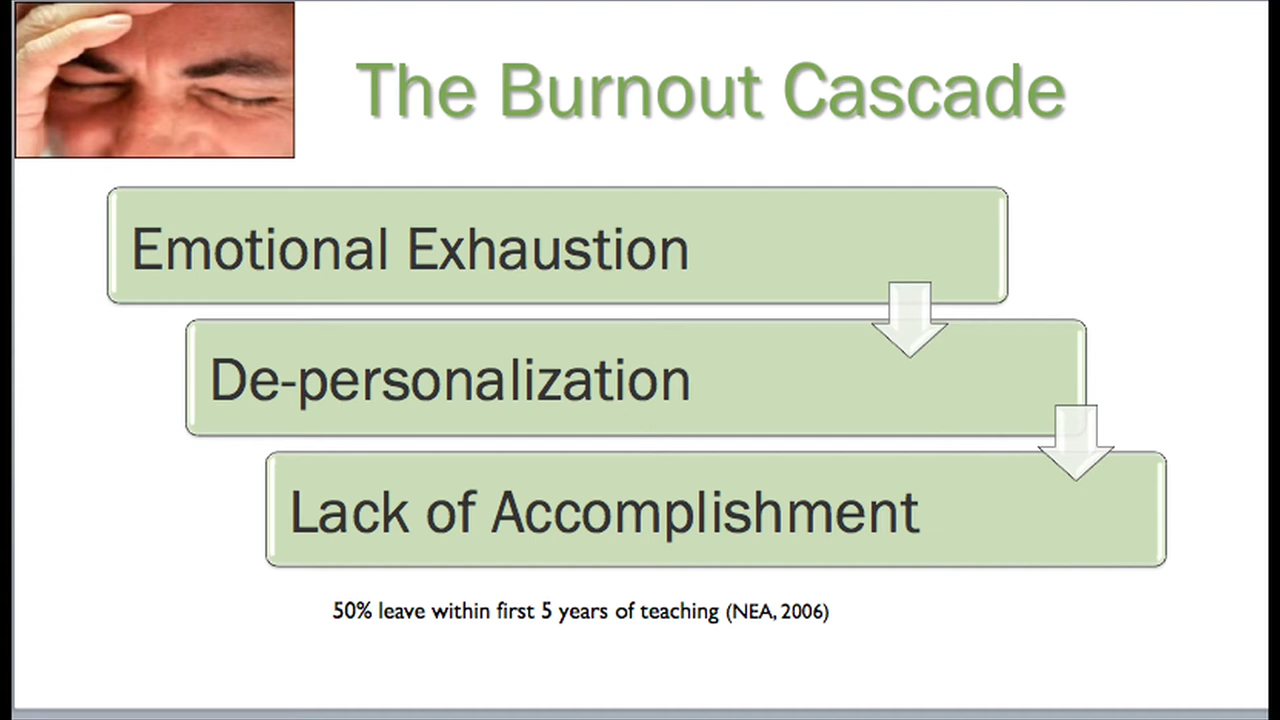 The Burnout Cascade
Emotional Exhaustion
De-personalization
Lack of Accomplishment
50% leave within first 5 years of teaching (NEA, 2006)